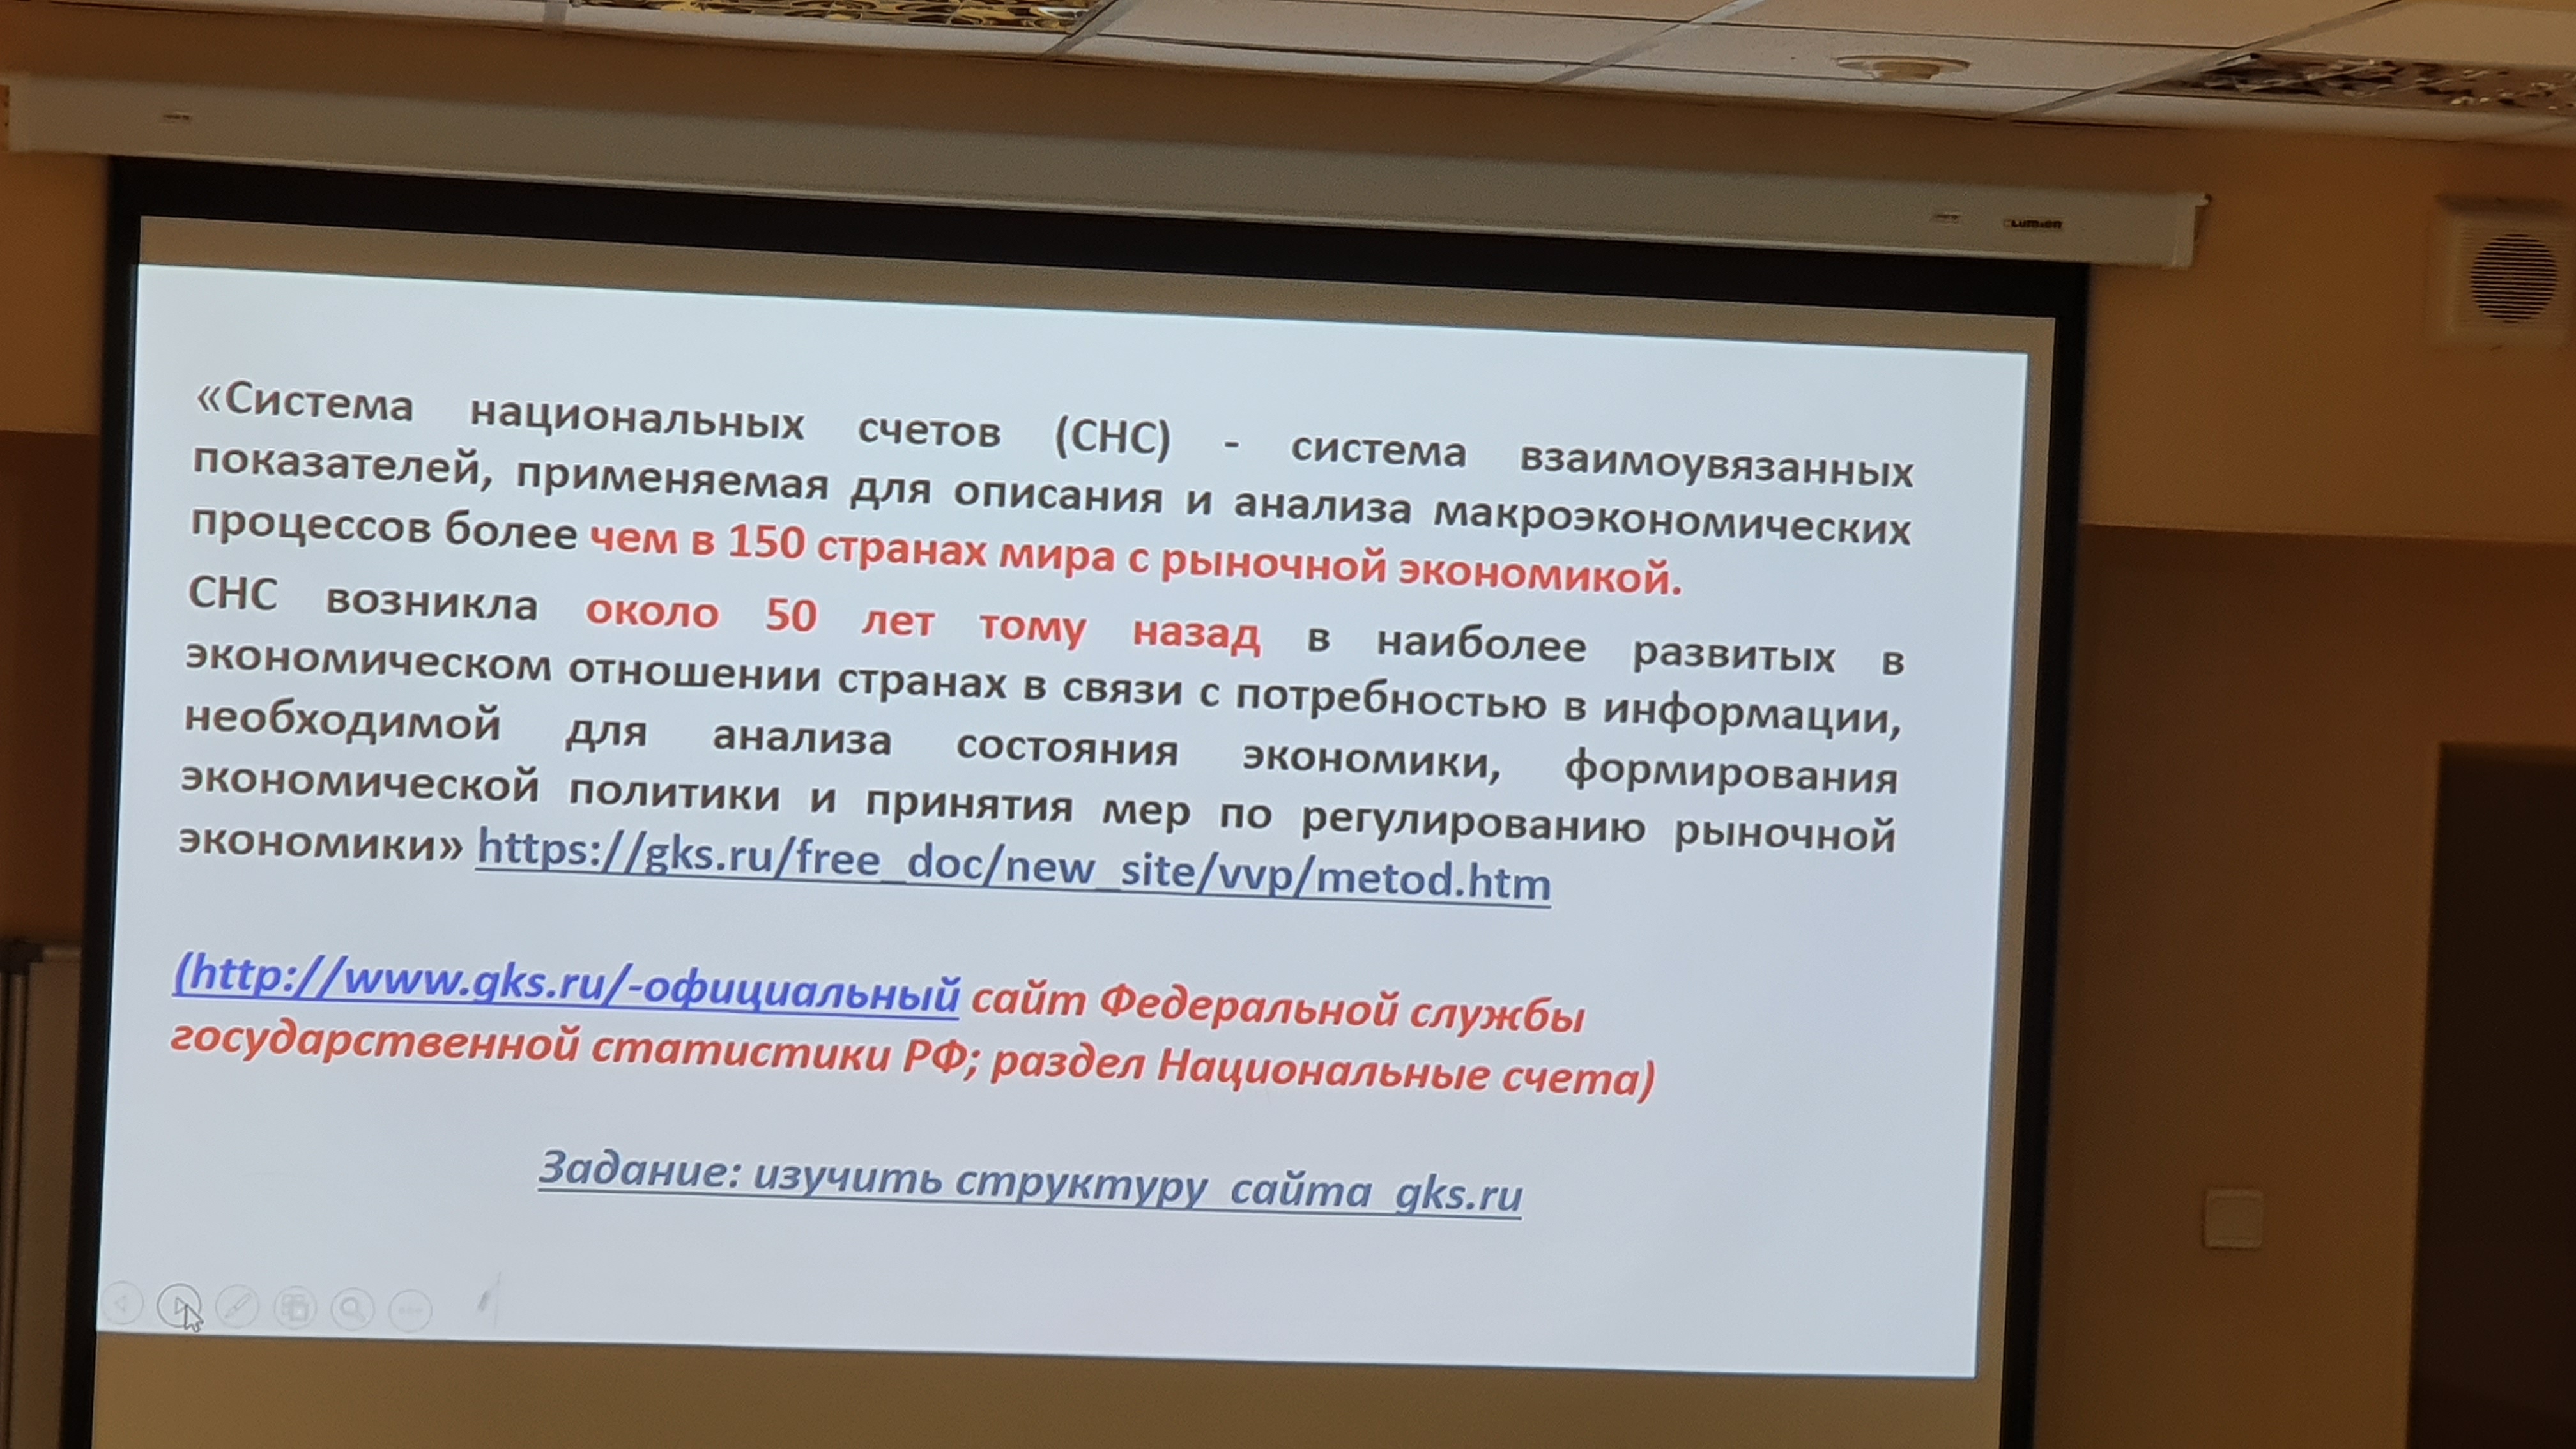 LUMIEN
«Система национальных счетов (СНС) - система взаимоувязанных
показателей, применяемая для описания и анализа макроэкономических
процессов более чем в 150 странах мира с рыночной экономикой.
СНС возникла около 50 лет тому назад в наиболее развитых в
экономическом отношении странах в связи с потребностью в информации,
необходимой для анализа состояния экономики, формирования
экономической политики и принятия мер по регулированию рыночной
экономики» https://gks.ru/free_doc/new_site/vvp/metod.htm
(http://www.gks.ru/-официальный сайт Федеральной службы
государственной статистики РФ; раздел Национальные счета)
Задание: изучить структуру сайта gks.ru